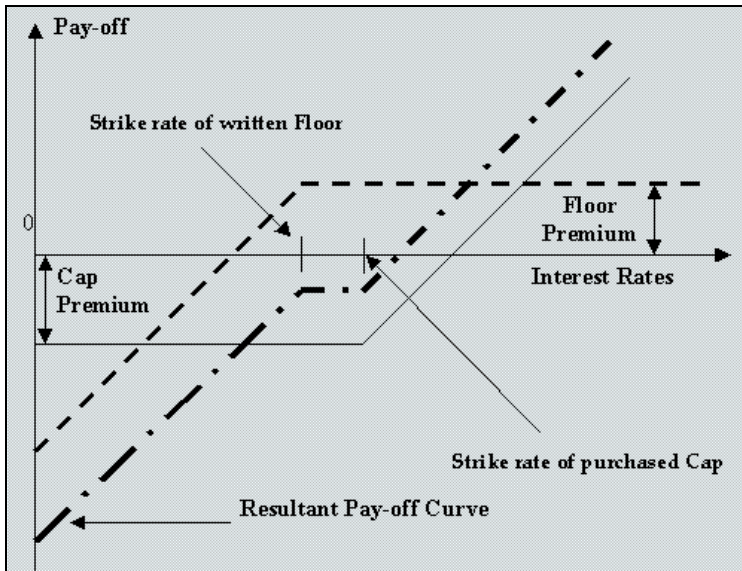 Pay-off
Strike rate of written Floor
0
Floor
Premium
Cap
Premium
Interest Rates
Strike rate of purchased Cap
Resultant Pay-off Curve